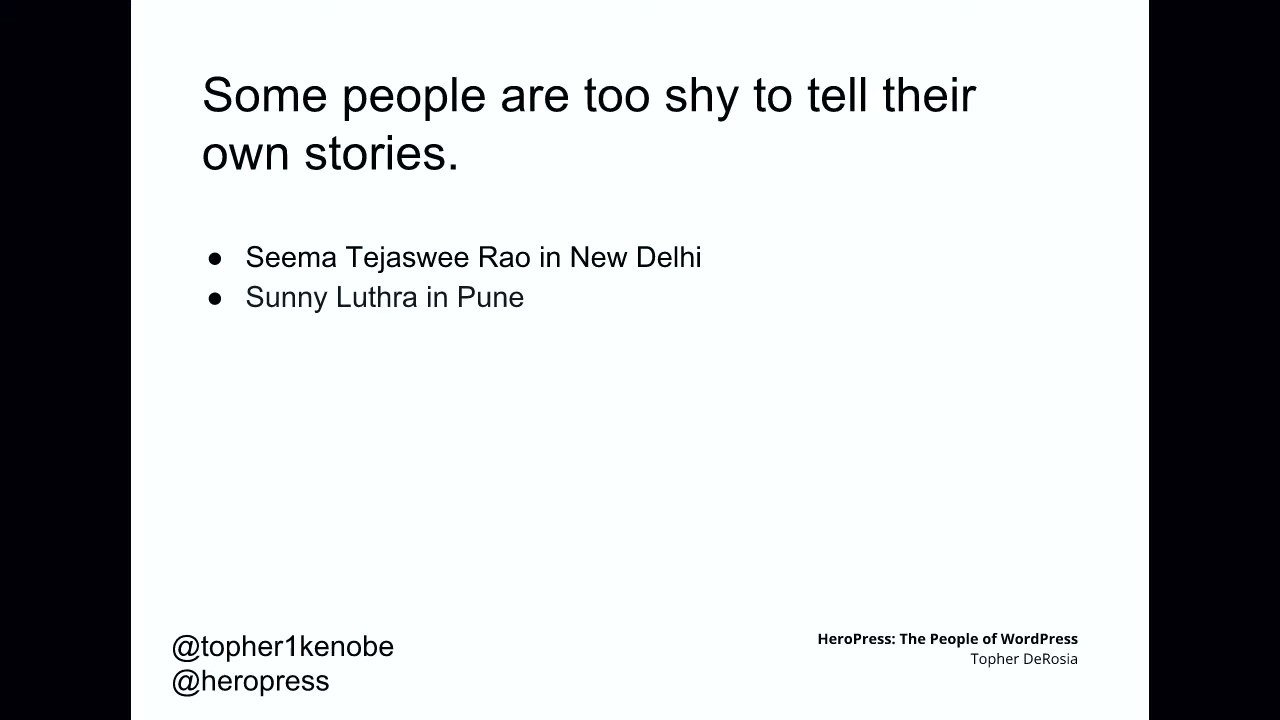 Some people are too shy to tell their
own stories.
● Seema Tejaswee Rao in New Delhi
● Sunny Luthra in Pune
@topher1kenobe
@heropress
HeroPress: The People of WordPress
Topher DeRosia